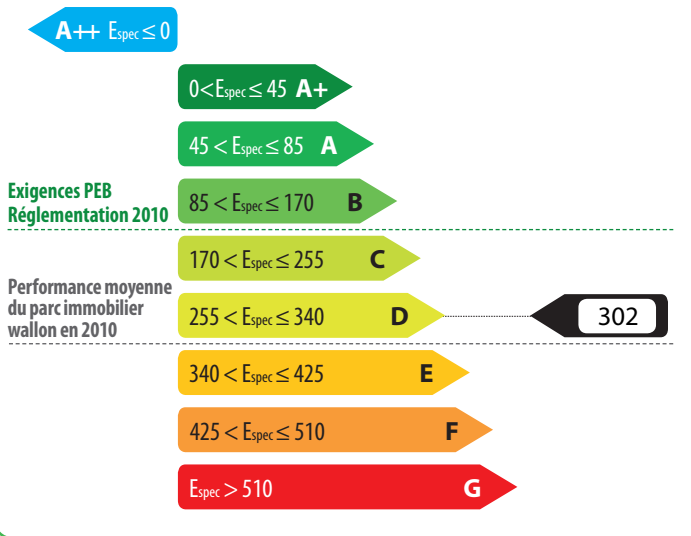 A++ Espec ≤ 0
0 < Espec ≤ 45 A+
45 < Espec ≤ 85 A
Exigences PEB
Réglementation 2010
85 < Espec ≤ 170 B
170 < Espec ≤ 255 C
Performance moyenne
du parc immobilier
wallon en 2010
255 < Espec ≤ 340 D
302
340 < Espec ≤ 425 E
425 < Espec ≤ 510 F
Espec > 510 G